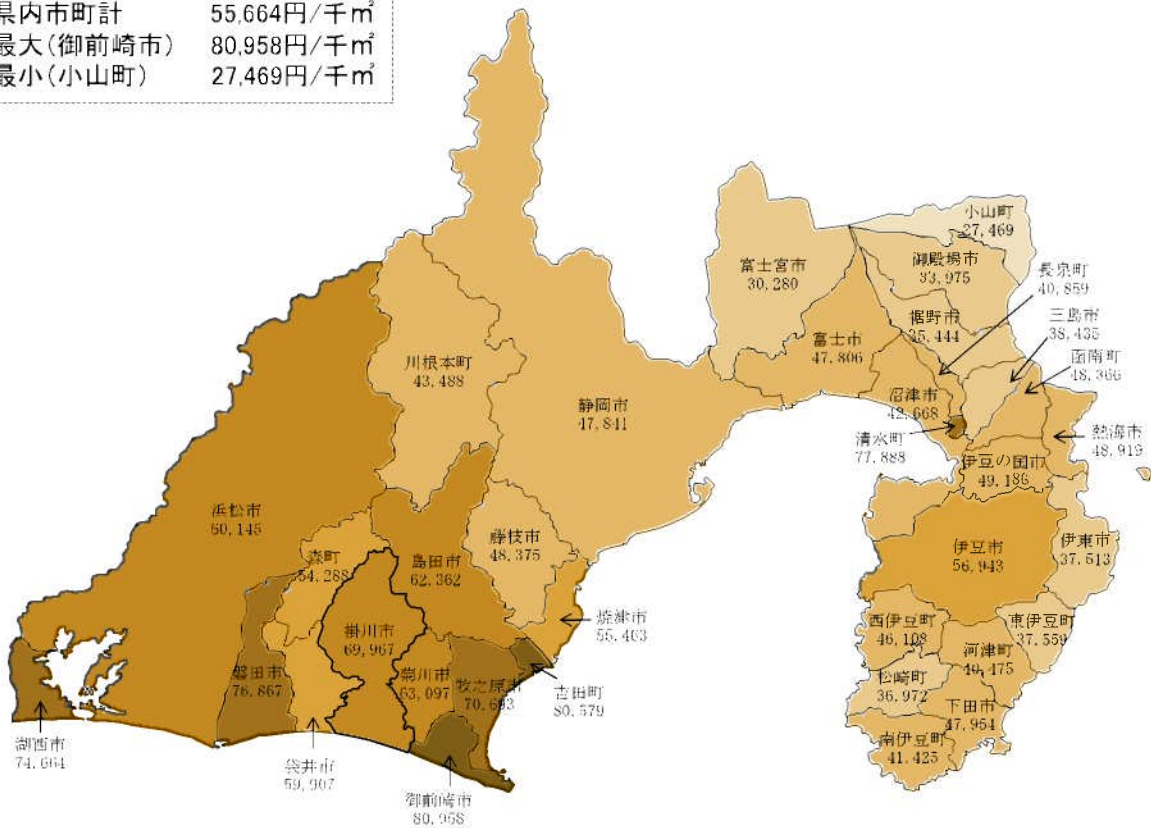 県内市町計 55,664円/千㎡
最大(御前崎市) 80,958円/千㎡
最小(小山町) 27,469円/千㎡
小山町
27,469
御殿場市
33,975
富士宮市
30,280
長泉町
40,859
裾野市
35,444
三島市
38,435
富士市
47,806
函南町
48,366
川根本町
43,488
静岡市
47,841
沼津市
42,668
清水町
77,888
熱海市
48,919
伊豆の国市
49,186
浜松市
60,145
藤枝市
48,375
伊豆市
56,943
伊東市
37,513
森町
54,288
島田市
62,362
焼津市
55,463
西伊豆町
46,108
東伊豆町
37,559
掛川市
69,967
河津町
40,475
磐田市
76,867
菊川市
63,097
牧之原市
70,693
松崎町
36,972
吉田町
80,579
下田市
47,954
湖西市
74,664
南伊豆町
41,425
袋井市
59,907
御前崎市
80,958